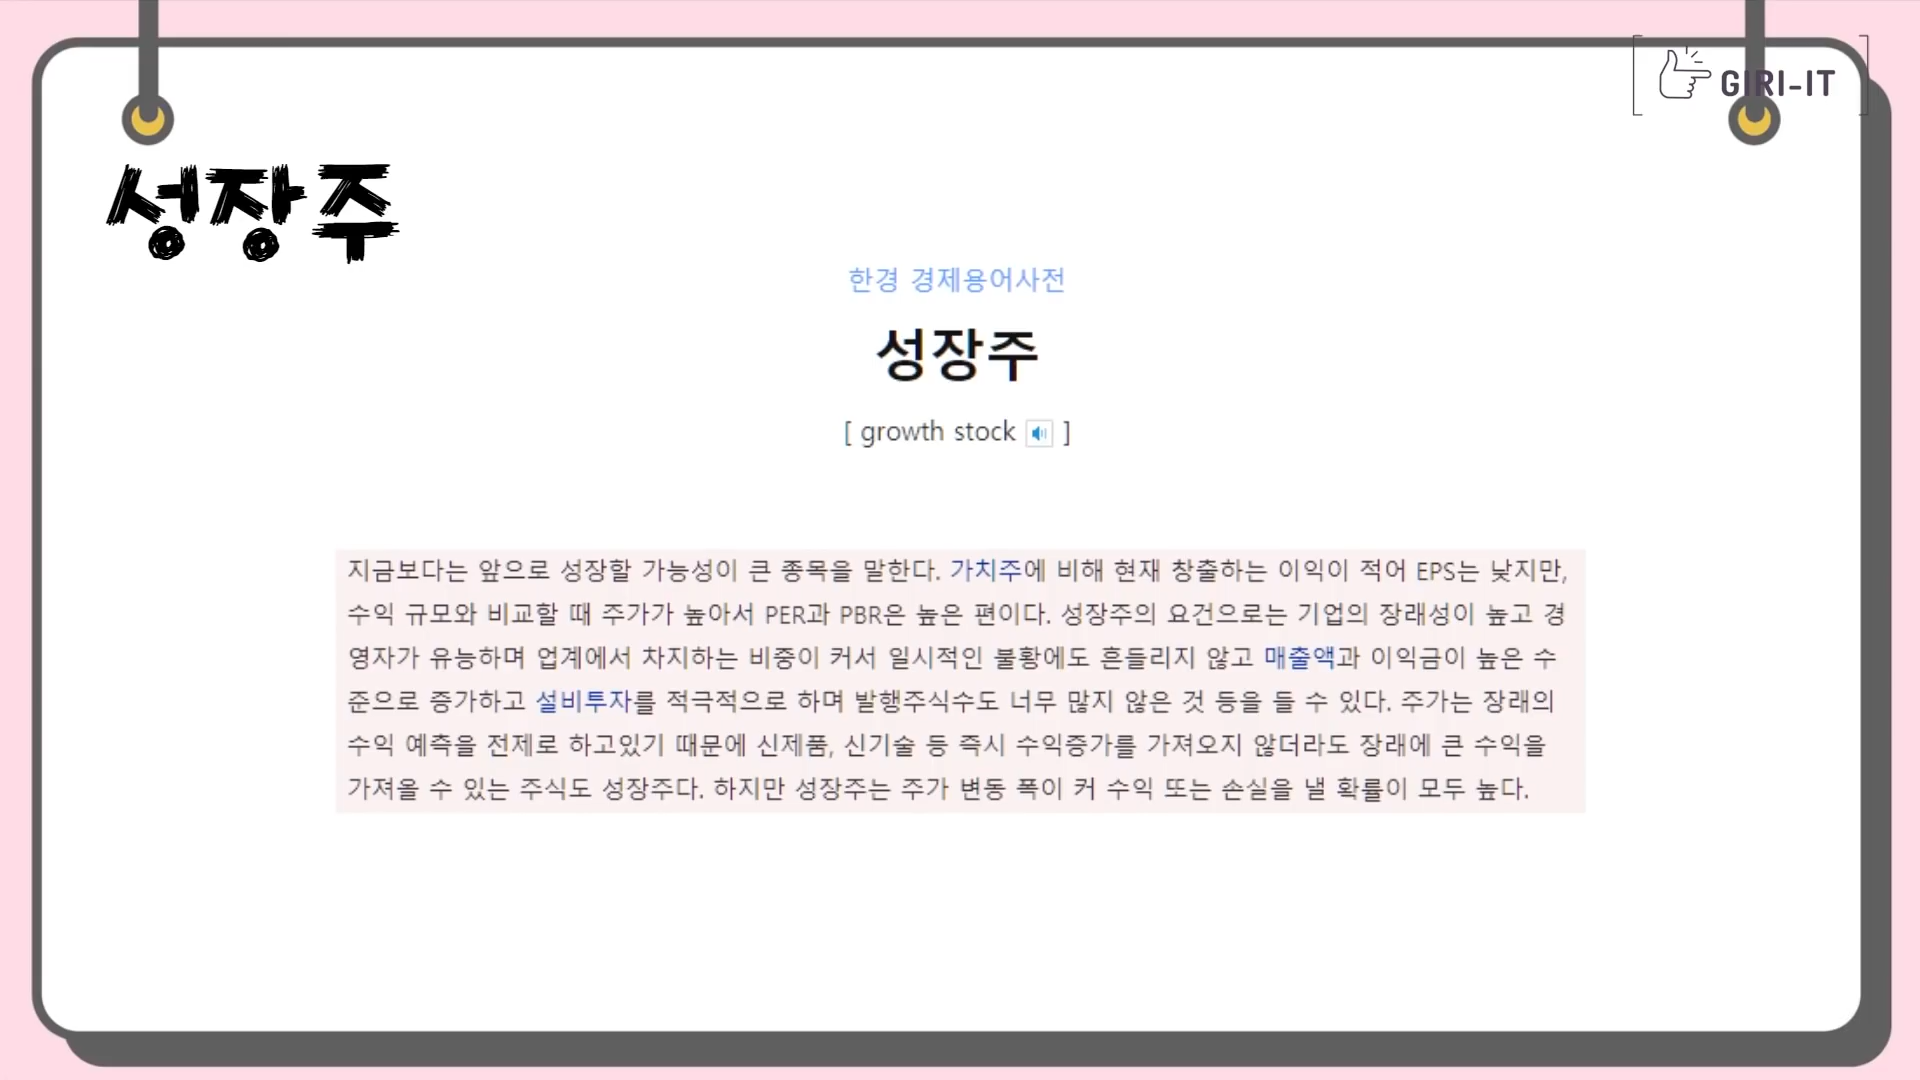 GIRI-IT
성장주
한경 경제용어사전
성장주
[ growth stock ]
지금보다는 앞으로 성장할 가능성이 큰 종목을 말한다. 가치주에 비해 현재 창출하는 이익이 적어 EPS는 낮지만,
수익 규모와 비교할 때 주가가 높아서 PER과 PBR은 높은 편이다. 성장주의 요건으로는 기업의 장래성이 높고 경
영자가 유능하며 업계에서 차지하는 비중이 커서 일시적인 불황에도 흔들리지 않고 매출액과 이익금이 높은 수
준으로 증가하고 설비투자를 적극적으로 하며 발행주식수도 너무 많지 않은 것 등을 들 수 있다. 주가는 장래의
수익 예측을 전제로 하고있기 때문에 신제품, 신기술 등 즉시 수익증가를 가져오지 않더라도 장래에 큰 수익을
가져올 수 있는 주식도 성장주다. 하지만 성장주는 주가 변동 폭이 커 수익 또는 손실을 낼 확률이 모두 높다.